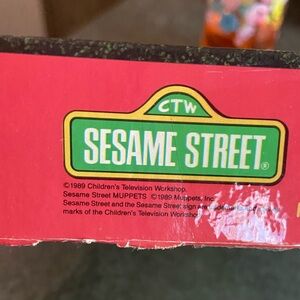 CTW
SESAME STREET®
©1989 Children's Television Workshop.
Sesame Street MUPPETS ©1989 Muppets, Inc.
Sesame Street and the Sesame Street sign are
marks of the Children's Television Workshop